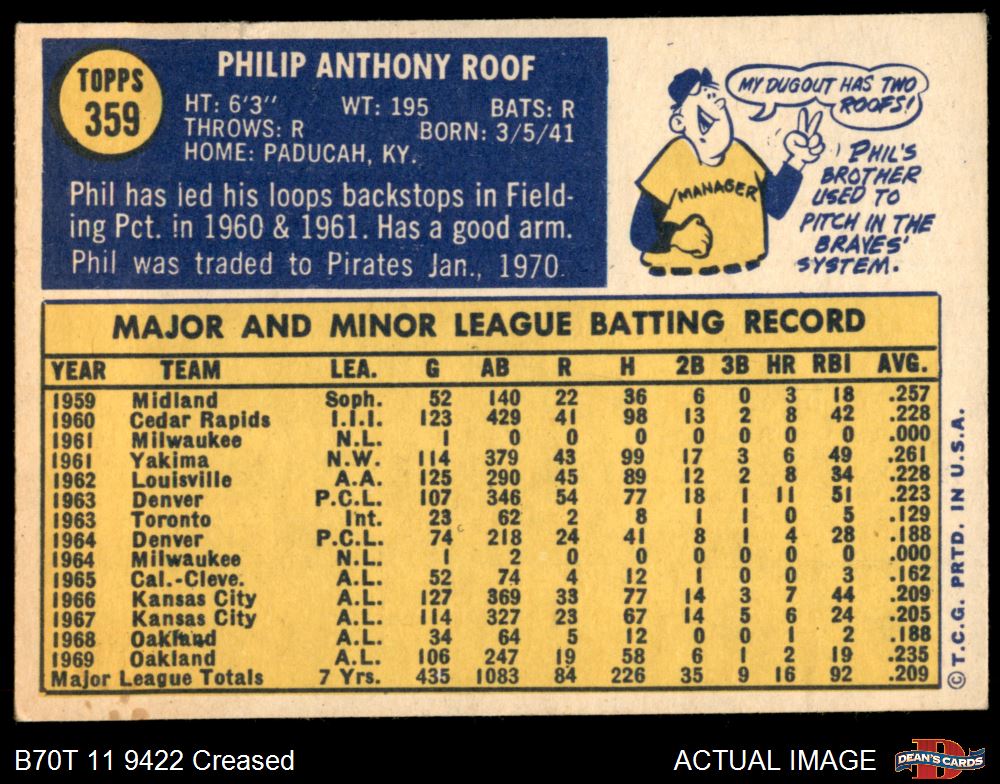 TOPPS
359
PHILIP ANTHONY ROOF
HT: 6'3" WT: 195 BATS: R
THROWS: R BORN: 3/5/41
HOME: PADUCAH, KY.
Phil has led his loops backstops in Field-
ing Pct. in 1960 & 1961. Has a good arm.
Phil was traded to Pirates Jan., 1970.
MY DUGOUT HAS TWO
ROOFS!
MANAGER
PHIL'S
BROTHER
USED TO
PITCH IN THE
BRAVES'
SYSTEM.
MAJOR AND MINOR LEAGUE BATTING RECORD
YEAR TEAM LEA. G AB R H 2B 3B HR RBI AVG.
1959 Midland Soph. 52 140 22 36 6 0 3 18 .257
1960 Cedar Rapids I.I.I. 123 429 41 98 13 2 8 42 .228
1961 Milwaukee N.L. 1 0 0 0 0 0 0 0 .000
1961 Yakima N.W. 114 379 43 99 17 3 6 49 .261
1962 Louisville A.A. 125 290 45 89 12 2 8 34 .228
1963 Denver P.C.L. 107 346 54 77 18 1 11 51 .223
1963 Toronto Int. 23 62 2 8 1 1 0 5 .129
1964 Denver P.C.L. 74 218 24 41 8 1 4 28 .188
1964 Milwaukee N.L. 1 2 0 0 0 0 0 0 .000
1965 Cal.-Cleve. A.L. 52 74 4 12 1 0 0 3 .162
1966 Kansas City A.L. 127 369 33 77 14 3 7 44 .209
1967 Kansas City A.L. 114 327 23 67 14 5 6 24 .205
1968 Oakland A.L. 34 64 5 12 0 0 1 2 .188
1969 Oakland A.L. 106 247 19 58 6 1 2 19 .235
Major League Totals 7 Yrs. 435 1083 84 226 35 9 16 92 .209
©T.C.G. PRTD. IN U.S.A.
B70T 11 9422 Creased
ACTUAL IMAGE
D
DEAN'S CARDS